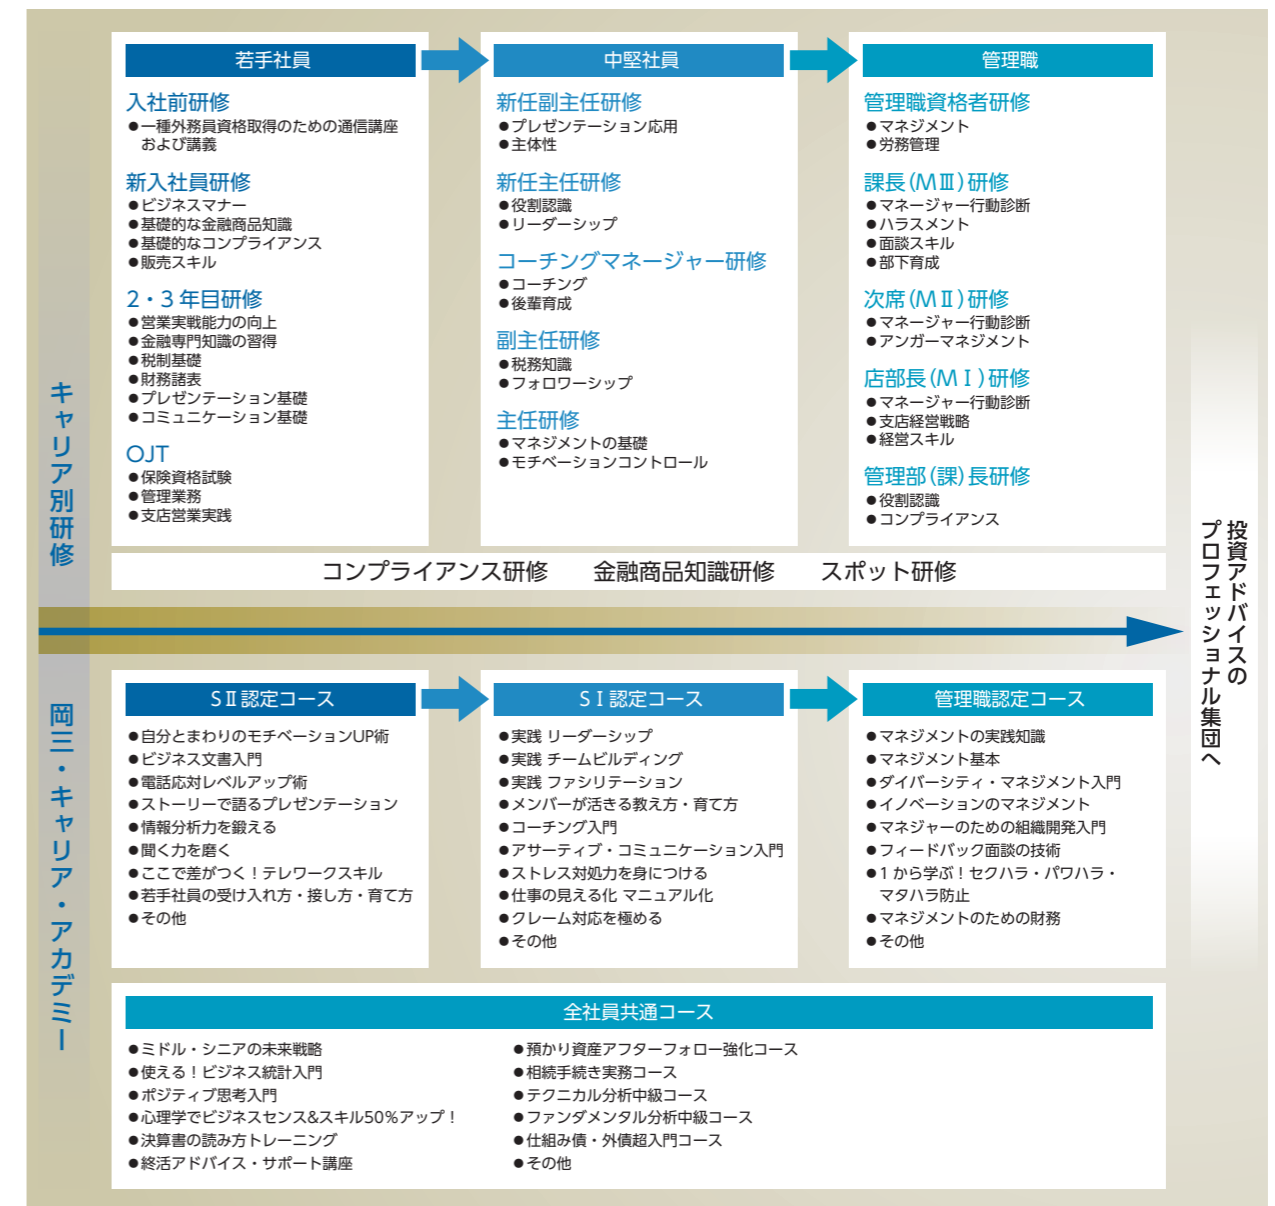 キャリア別研修
若手社員
入社前研修
●一種外務員資格取得のための通信講座
および講義
新入社員研修
●ビジネスマナー
●基礎的な金融商品知識
●基礎的なコンプライアンス
●販売スキル
2・3年目研修
●営業実戦能力の向上
●金融専門知識の習得
●税制基礎
●財務諸表
●プレゼンテーション基礎
●コミュニケーション基礎
OJT
●保険資格試験
●管理業務
●支店営業実践
中堅社員
新任副主任研修
●プレゼンテーション応用
●主体性
新任主任研修
●役割認識
●リーダーシップ
コーチングマネージャー研修
●コーチング
●後輩育成
副主任研修
●税務知識
●フォロワーシップ
主任研修
●マネジメントの基礎
●モチベーションコントロール
管理職
管理職資格者研修
●マネジメント
●労務管理
課長(MⅢ)研修
●マネージャー行動診断
●ハラスメント
●面談スキル
●部下育成
次席(MⅡ)研修
●マネージャー行動診断
●アンガーマネジメント
店部長(MⅠ)研修
●マネージャー行動診断
●支店経営戦略
●経営スキル
管理部(課)長研修
●役割認識
●コンプライアンス
コンプライアンス研修 金融商品知識研修 スポット研修
岡三・キャリア・アカデミー
SⅡ認定コース
●自分とまわりのモチベーションUP術
●ビジネス文書入門
●電話応対レベルアップ術
●ストーリーで語るプレゼンテーション
●情報分析力を鍛える
●聞く力を磨く
●ここで差がつく!テレワークスキル
●若手社員の受け入れ方・接し方・育て方
●その他
SⅠ認定コース
●実践 リーダーシップ
●実践 チームビルディング
●実践 ファシリテーション
●メンバーが活きる教え方・育て方
●コーチング入門
●アサーティブ・コミュニケーション入門
●ストレス対処力を身につける
●仕事の見える化 マニュアル化
●クレーム対応を極める
●その他
管理職認定コース
●マネジメントの実践知識
●マネジメント基本
●ダイバーシティ・マネジメント入門
●イノベーションのマネジメント
●マネジャーのための組織開発入門
●フィードバック面談の技術
●1から学ぶ!セクハラ・パワハラ・
マタハラ防止
●マネジメントのための財務
●その他
全社員共通コース
●ミドル・シニアの未来戦略
●使える!ビジネス統計入門
●ポジティブ思考入門
●心理学でビジネスセンス&スキル50%アップ!
●決算書の読み方トレーニング
●終活アドバイス・サポート講座
●預かり資産アフターフォロー強化コース
●相続手続き実務コース
●テクニカル分析中級コース
●ファンダメンタル分析中級コース
●仕組み債・外債超入門コース
●その他
投資アドバイスの
プロフェッショナル集団へ